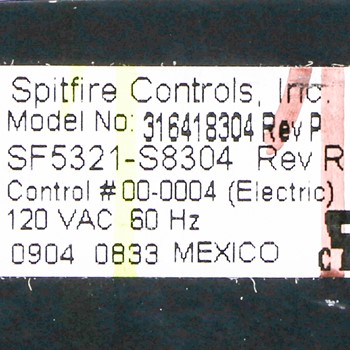 Spitfire Controls, Inc.
Model No: 316418304 Rev P
SF5321-S8304 Rev R
Control # 00-0004 (Electric)
120 VAC 60 Hz
0904 0833 MEXICO
c